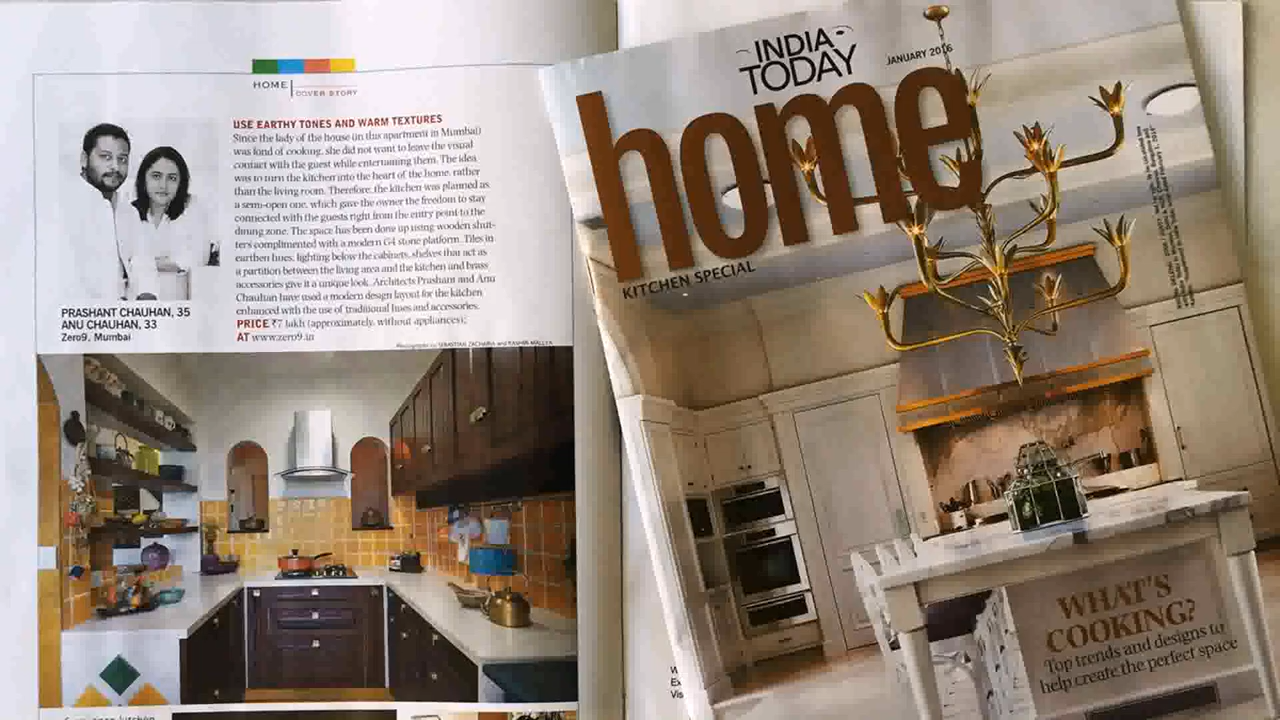 HOME
COVER STORY
USE EARTHY TONES AND WARM TEXTURES
Since the lady of the house (in this apartment in Mumbai)
was fond of cooking, she did not want to leave the visual
contact with the guest while entertaining them. The idea
was to turn the kitchen into the heart of the home, rather
than the living room. Therefore, the kitchen was planned as
a semi-open one, which gave the owner the freedom to stay
connected with the guests right from the entry point to the
dining zone. The space has been done up using wooden shut-
ters complimented with a modern G4 stone platform. Tiles in
earthen hues, lighting below the cabinets, shelves that act as
a partition between the living area and the kitchen and brass
accessories give it a unique look. Architects Prashant and Anu
Chauhan have used a modern design layout for the kitchen
enhanced with the use of traditional hues and accessories.
PRICE ₹7 lakh (approximately, without appliances);
AT www.zero9.in
PRASHANT CHAUHAN, 35
ANU CHAUHAN, 33
Zero9, Mumbai
Photographs by SEBASTIAN ZACHARIA and
INDIA
TODAY
JANUARY 2016
home
KITCHEN SPECIAL
WHAT'S
COOKING?
Top trends and designs to
help create the perfect space